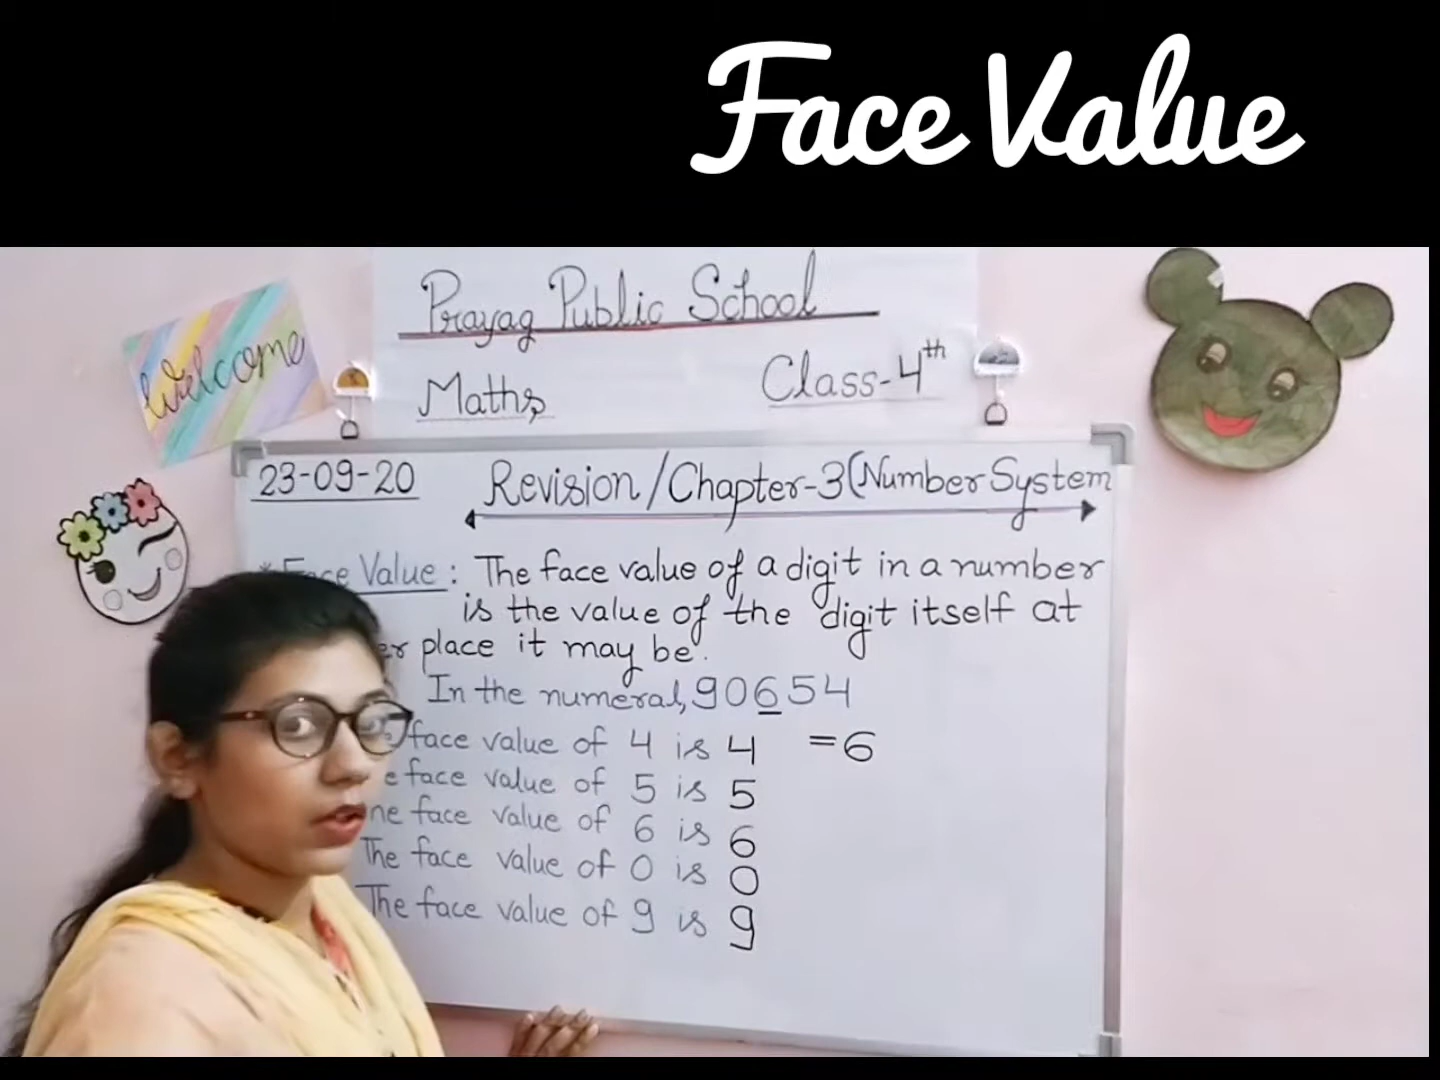 Face Value
Prayag Public School
Welcome
Maths Class-4th
23-09-20 Revision/Chapter-3(Number System
Value: The face value of a digit in a number
is the value of the digit itself at
place it may be.
In the numeral, 90654
face value of 4 is 4 =6
face value of 5 is 5
face value of 6 is 6
The face value of 0 is 0
The face value of 9 is 9